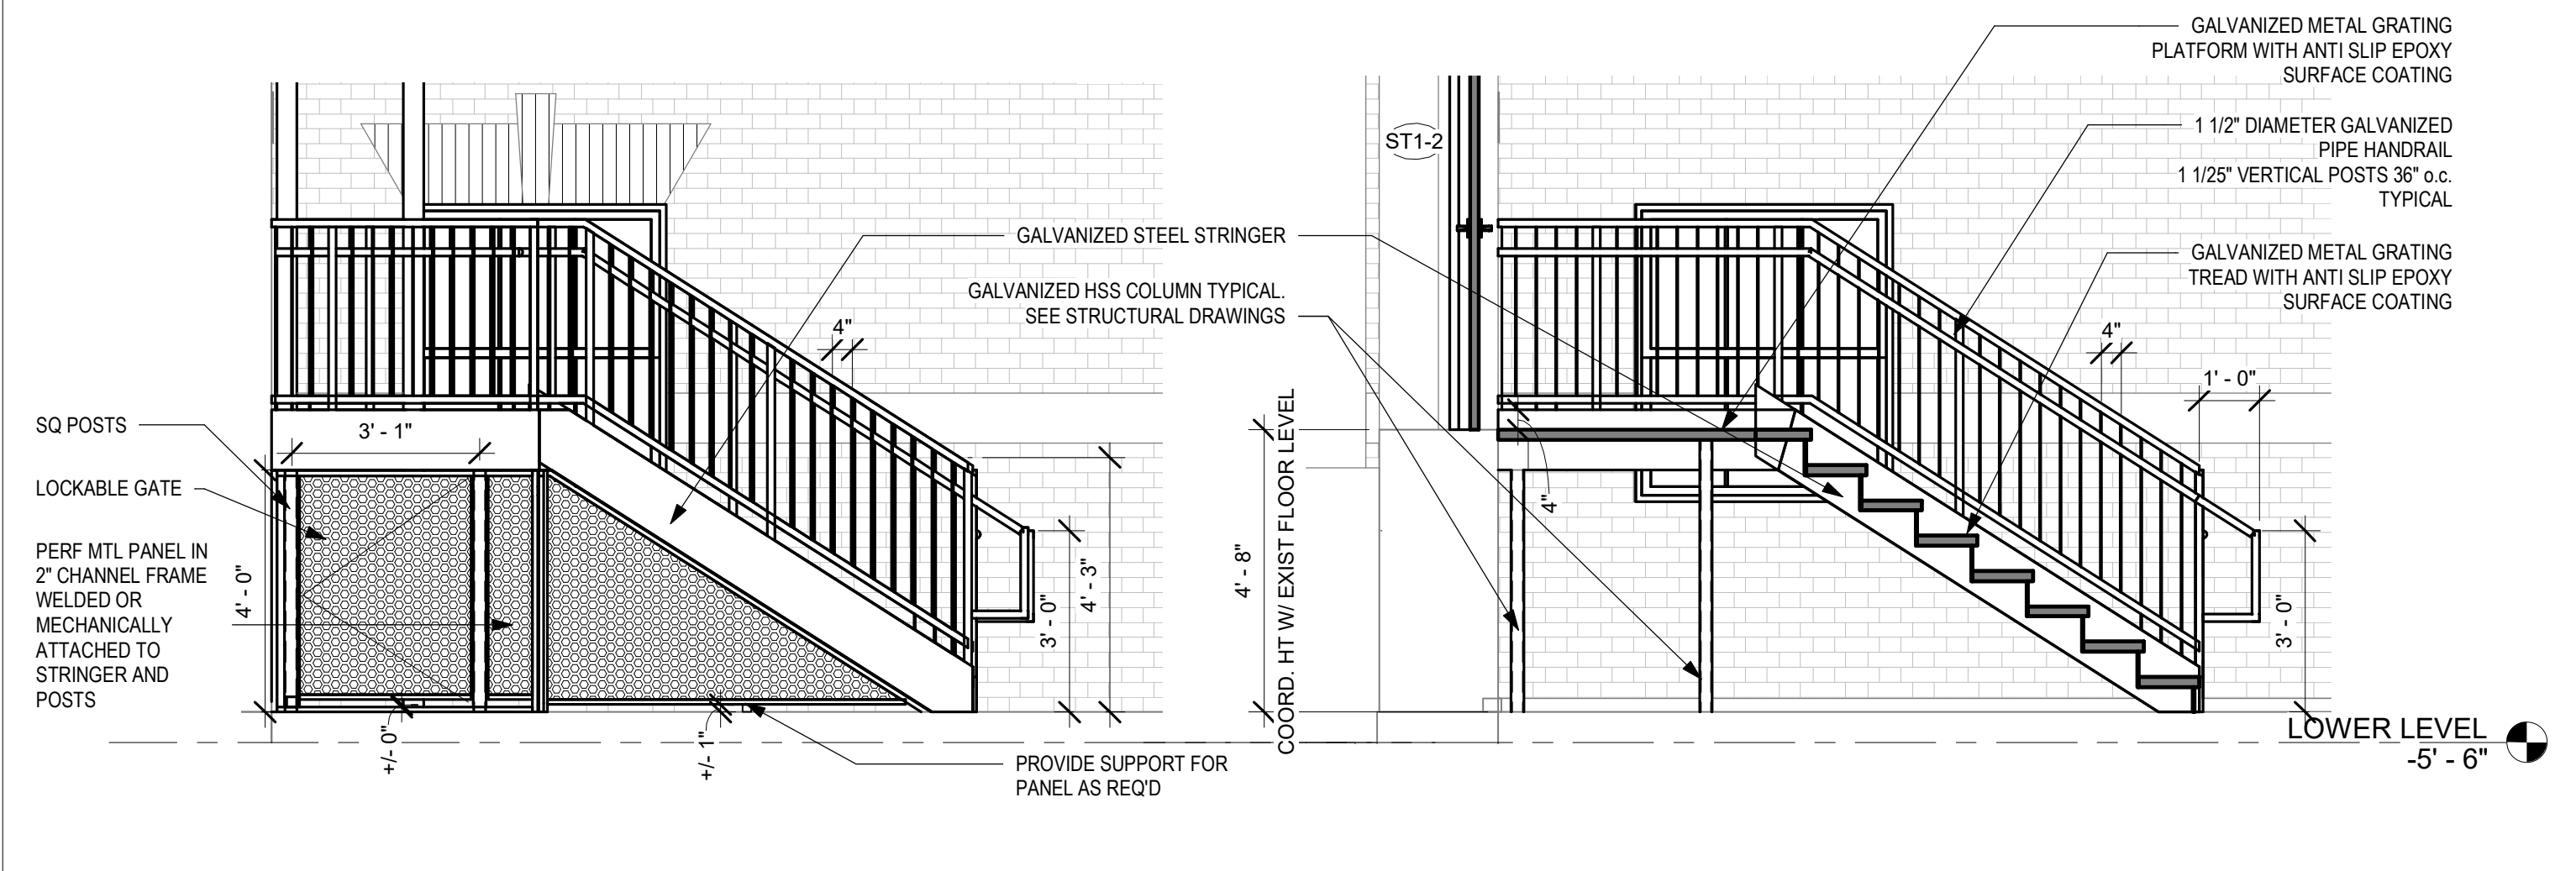 GALVANIZED METAL GRATING
PLATFORM WITH ANTI SLIP EPOXY
SURFACE COATING
ST1-2
1 1/2" DIAMETER GALVANIZED
PIPE HANDRAIL
1 1/25" VERTICAL POSTS 36" o.c.
TYPICAL
GALVANIZED STEEL STRINGER
GALVANIZED HSS COLUMN TYPICAL.
SEE STRUCTURAL DRAWINGS
GALVANIZED METAL GRATING
TREAD WITH ANTI SLIP EPOXY
SURFACE COATING
4"
4"
1' - 0"
SQ POSTS
3' - 1"
LOCKABLE GATE
PERF MTL PANEL IN
2" CHANNEL FRAME
WELDED OR
MECHANICALLY
ATTACHED TO
STRINGER AND
POSTS
4' - 0"
+/- 0"
+/- 1"
3' - 0"
4' - 3"
4' - 8"
COORD. HT W/ EXIST FLOOR LEVEL
4"
3' - 0"
PROVIDE SUPPORT FOR
PANEL AS REQ'D
LOWER LEVEL
-5' - 6"